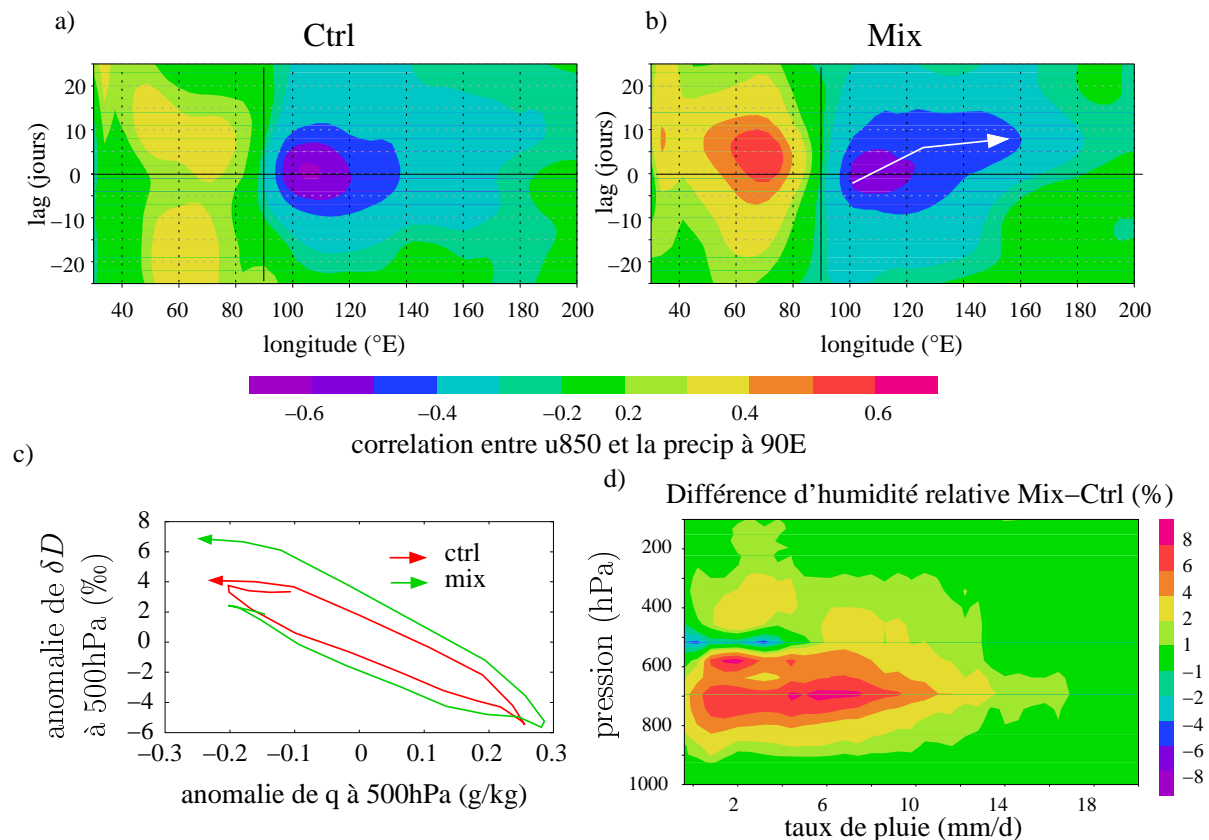 a)
Ctrl
b)
Mix
lag (jours)
20
10
0
−10
−20
40 60 80 100 120 140 160 180 200
longitude (°E)
lag (jours)
20
10
0
−10
−20
40 60 80 100 120 140 160 180 200
longitude (°E)
−0.6 −0.4 −0.2 0.2 0.4 0.6
correlation entre u850 et la precip à 90E
c)
anomalie de δD
à 500hPa (‰)
8
6
4
2
0
−2
−4
−6
ctrl
mix
−0.3 −0.2 −0.1 0 0.1 0.2 0.3
anomalie de q à 500hPa (g/kg)
d)
Différence d'humidité relative Mix−Ctrl (%)
pression (hPa)
200
400
600
800
1000
2 6 10 14 18
taux de pluie (mm/d)
8
6
4
2
1
−1
−2
−4
−6
−8